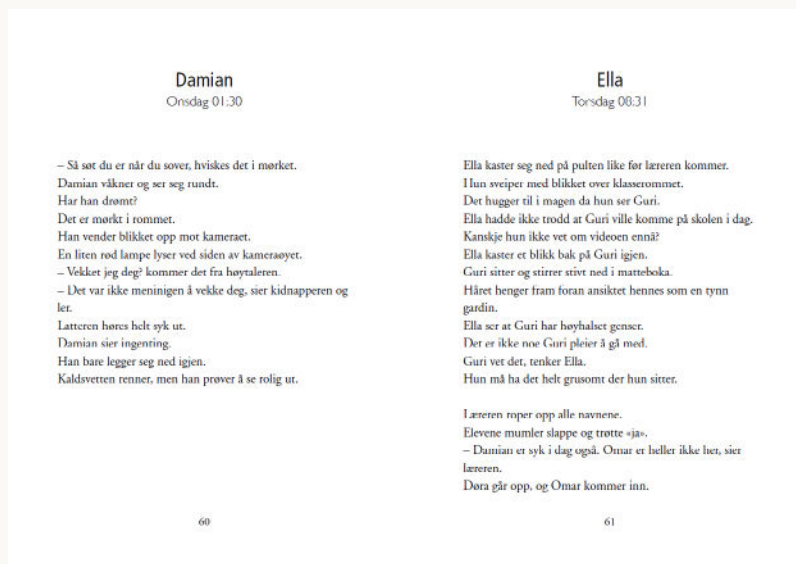 Damian
Onsdag 01:30
– Så søt du er når du sover, hviskes det i mørket.
Damian våkner og ser seg rundt.
Har han drømt?
Det er mørkt i rommet.
Han vender blikket opp mot kameraet.
En liten rød lampe lyser ved siden av kameraøyet.
– Vekket jeg deg? kommer det fra høytaleren.
– Det var ikke meninigen å vekke deg, sier kidnapperen og
ler.
Latteren høres helt syk ut.
Damian sier ingenting.
Han bare legger seg ned igjen.
Kaldsvetten renner, men han prøver å se rolig ut.
60
Ella
Torsdag 08:31
Ella kaster seg ned på pulten like før læreren kommer.
Hun sveiper med blikket over klasserommet.
Det hugger til i magen da hun ser Guri.
Ella hadde ikke trodd at Guri ville komme på skolen i dag.
Kanskje hun ikke vet om videoen ennå?
Ella kaster et blikk bak på Guri igjen.
Guri sitter og stirrer stivt ned i matteboka.
Håret henger fram foran ansiktet hennes som en tynn
gardin.
Ella ser at Guri har høyhalset genser.
Det er ikke noe Guri pleier å gå med.
Guri vet det, tenker Ella.
Hun må ha det helt grusomt der hun sitter.
Læreren roper opp alle navnene.
Elevene mumler slappe og trøtte «ja».
– Damian er syk i dag også. Omar er heller ikke her, sier
læreren.
Døra går opp, og Omar kommer inn.
61